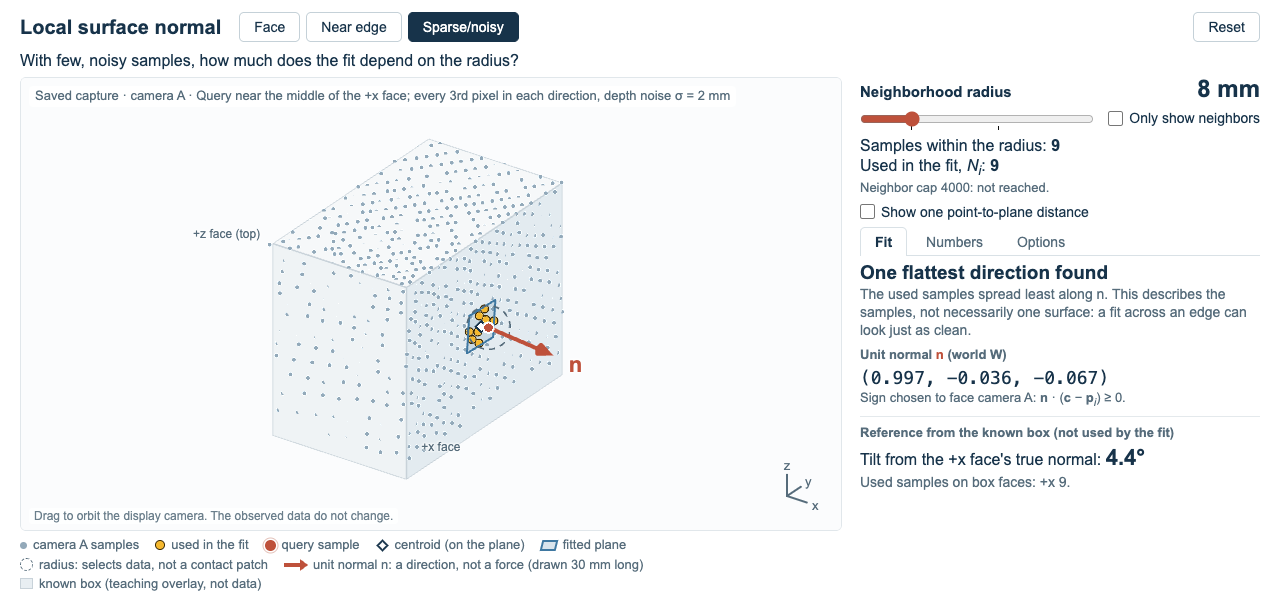 Local surface normal
Face
Near edge
Sparse/noisy
Reset
With few, noisy samples, how much does the fit depend on the radius?
Saved capture · camera A · Query near the middle of the +x face; every 3rd pixel in each direction, depth noise σ = 2 mm
+z face (top)
n
+x face
z
y
x
Drag to orbit the display camera. The observed data do not change.
camera A samples
used in the fit
query sample
centroid (on the plane)
fitted plane
radius: selects data, not a contact patch
unit normal n: a direction, not a force (drawn 30 mm long)
known box (teaching overlay, not data)
Neighborhood radius
8 mm
Only show neighbors
Samples within the radius: 9
Used in the fit, Nⱼ: 9
Neighbor cap 4000: not reached.
Show one point-to-plane distance
Fit
Numbers
Options
One flattest direction found
The used samples spread least along n. This describes the
samples, not necessarily one surface: a fit across an edge can
look just as clean.
Unit normal n (world W)
(0.997, −0.036, −0.067)
Sign chosen to face camera A: n · (c − pⱼ) ≥ 0.
Reference from the known box (not used by the fit)
Tilt from the +x face's true normal: 4.4°
Used samples on box faces: +x 9.